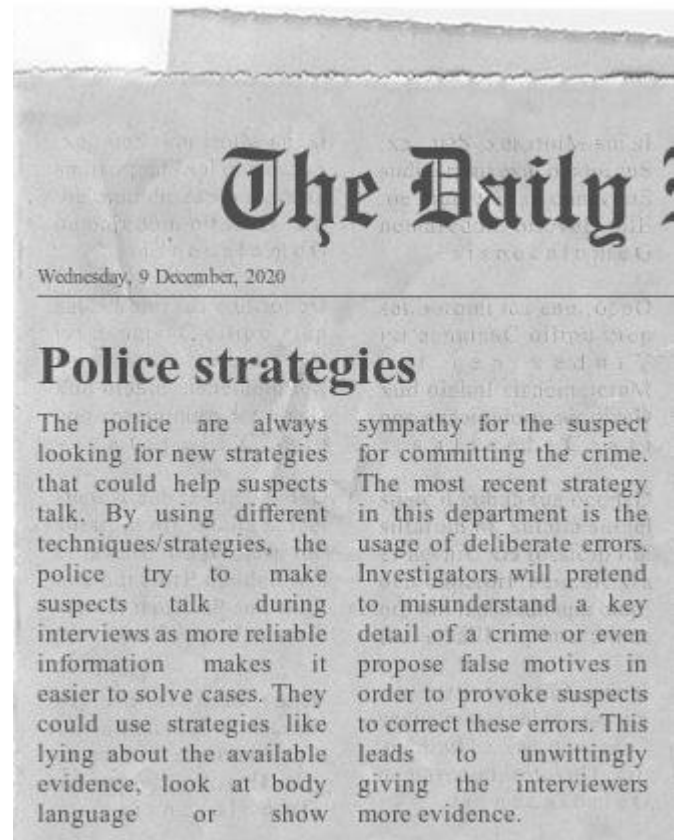 The Daily
Wednesday, 9 December, 2020
Police strategies
The police are always
looking for new strategies
that could help suspects
talk. By using different
techniques/strategies, the
police try to make
suspects talk during
interviews as more reliable
information makes it
easier to solve cases. They
could use strategies like
lying about the available
evidence, look at body
language or show
sympathy for the suspect
for committing the crime.
The most recent strategy
in this department is the
usage of deliberate errors.
Investigators will pretend
to misunderstand a key
detail of a crime or even
propose false motives in
order to provoke suspects
to correct these errors. This
leads to unwittingly
giving the interviewers
more evidence.